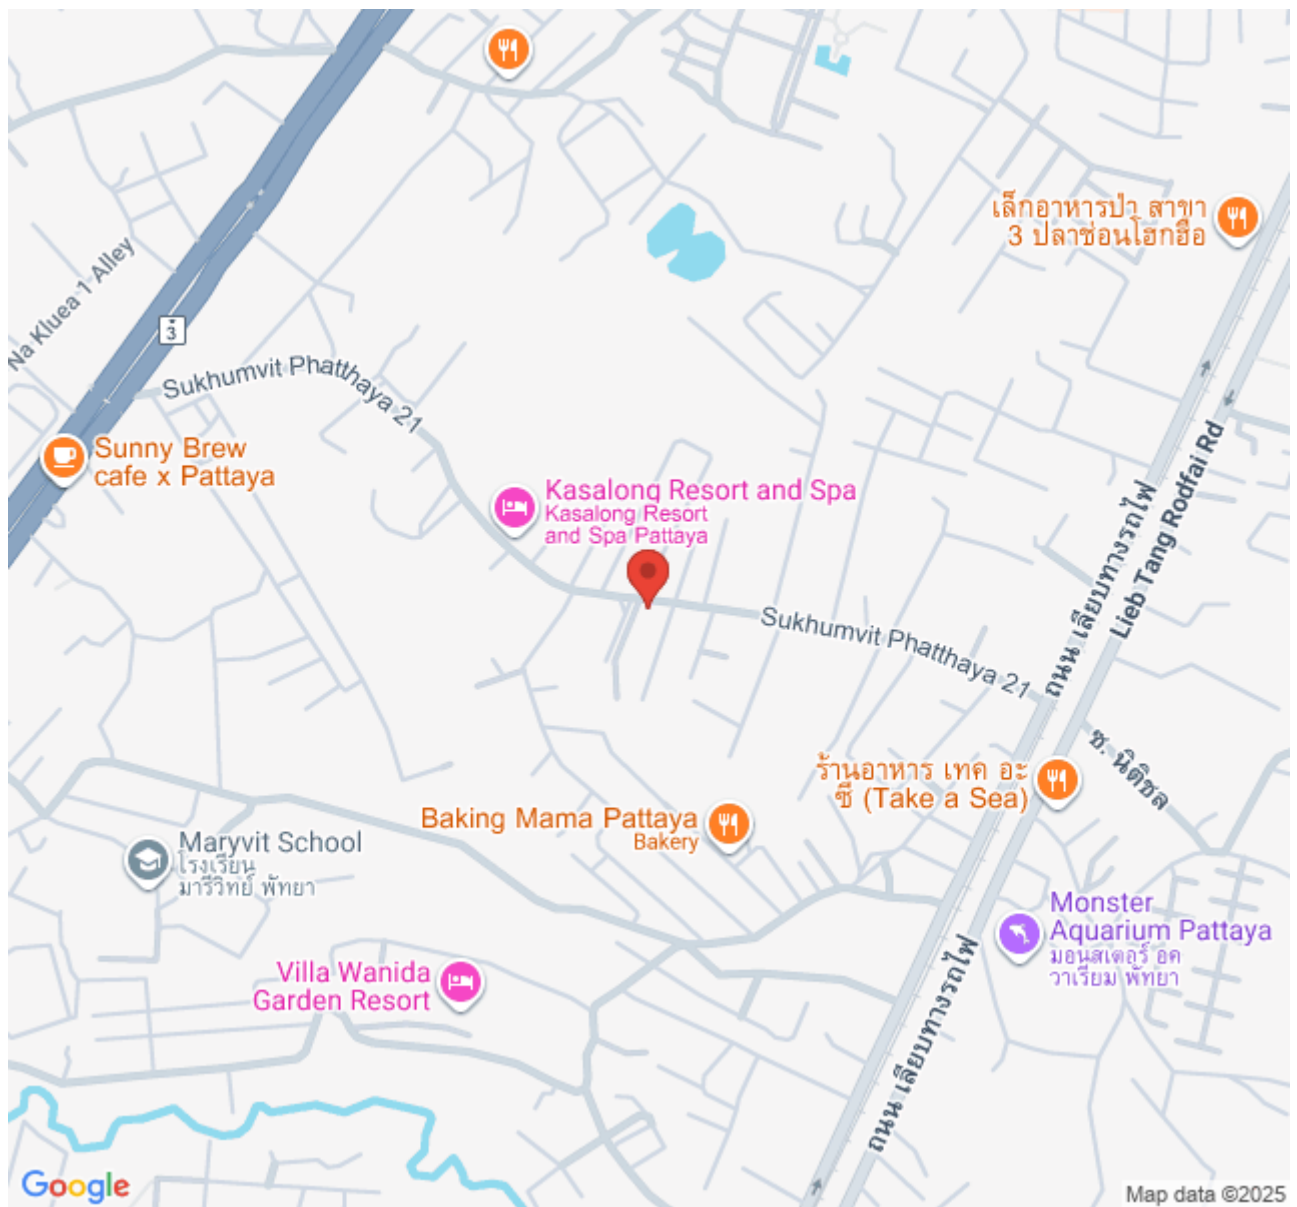 เล็กอาหารป่า สาขา
3 ปลาช่อนโฮกฮือ
Na Kluea 1 Alley
3
Sukhumvit Phatthaya 21
Sunny Brew
cafe x Pattaya
Kasalong Resort and Spa
Kasalong Resort
and Spa Pattaya
ถนน เลียบทางรถไฟ
Lieb Tang Rodfai Rd
Sukhumvit Phatthaya 21
ซ. นิติชล
ร้านอาหาร เทค อะ
ซี (Take a Sea)
Baking Mama Pattaya
Bakery
Maryvit School
โรงเรียน
มารีวิทย์ พัทยา
Monster
Aquarium Pattaya
มอนสเตอร์ อค
วาเรียม พัทยา
Villa Wanida
Garden Resort
ถนน เลียบทางรถไฟ
Google
Map data ©2025